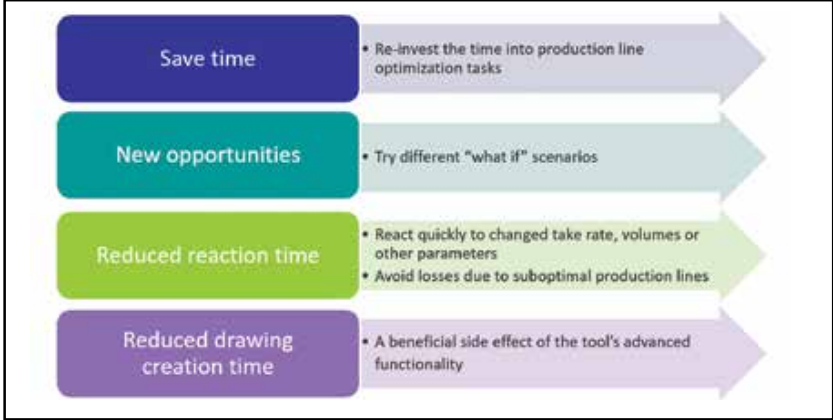 Save time
• Re-invest the time into production line
optimization tasks
New opportunities
• Try different “what if” scenarios
Reduced reaction time
• React quickly to changed take rate, volumes or
other parameters
• Avoid losses due to suboptimal production lines
Reduced drawing
creation time
• A beneficial side effect of the tool's advanced
functionality